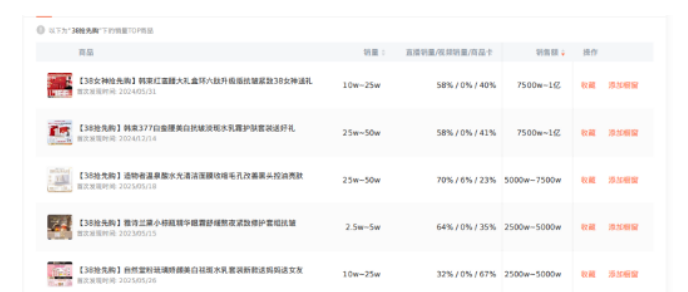 以下为"38抢先购"下的销量TOP商品
商品 销量 直播销量/视频销量/商品卡 销售额 操作
【38女神抢先购】韩束红蛮腰大礼盒环六肽升级版抗皱紧致38女神送礼
首次发现时间: 2024/05/31
10w~25w 58% / 0% / 40% 7500w~1亿 收藏 添加橱窗
【38抢先购】韩束377白蛮腰美白抗皱淡斑水乳霜护肤套装送好礼
首次发现时间: 2024/12/14
25w~50w 58% / 0% / 41% 7500w~1亿 收藏 添加橱窗
【38抢先购】造物者温泉酸水光清洁面膜收缩毛孔改善黑头控油亮肤
首次发现时间: 2025/01/18
25w~50w 70% / 6% / 23% 5000w~7500w 收藏 添加橱窗
【38抢先购】雅诗兰黛小棕瓶精华眼霜舒缓熬夜紧致修护套组抗皱
首次发现时间: 2023/05/15
2.5w~5w 64% / 0% / 35% 2500w~5000w 收藏 添加橱窗
【38抢先购】自然堂粉玻璃娇颜美白祛斑水乳套装新款送妈妈送女友
首次发现时间: 2024/05/26
10w~25w 32% / 0% / 67% 2500w~5000w 收藏 添加橱窗